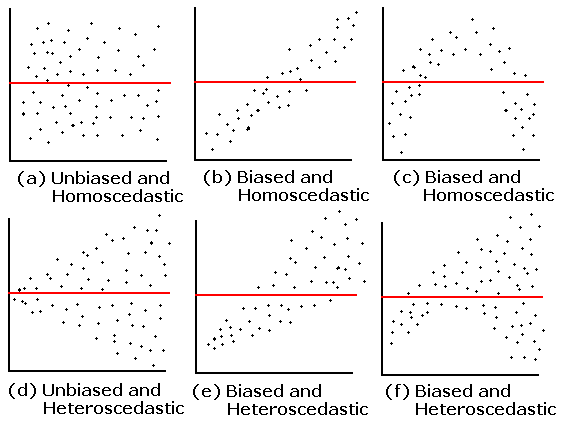 (a) Unbiased and
Homoscedastic
(b) Biased and
Homoscedastic
(c) Biased and
Homoscedastic
(d) Unbiased and
Heteroscedastic
(e) Biased and
Heteroscedastic
(f) Biased and
Heteroscedastic